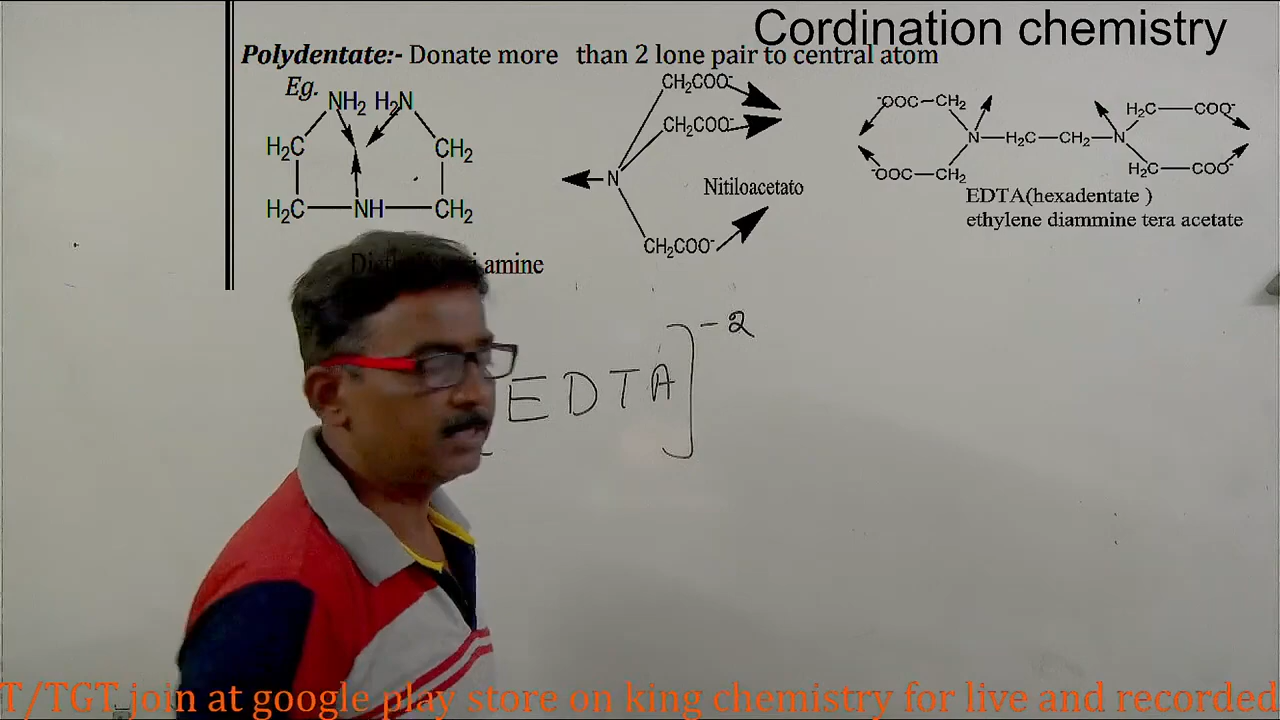 Cordination chemistry
Polydentate:- Donate more than 2 lone pair to central atom
Eg.
NH₂ H₂N
H₂C CH₂
H₂C NH CH₂
amine
CH₂COO⁻
CH₂COO⁻
N
Nitiloacetato
CH₂COO⁻
⁻OOC—CH₂ H₂C—COO⁻
N—H₂C—CH₂—N
⁻OOC—CH₂ H₂C—COO⁻
EDTA(hexadentate )
ethylene diammine tera acetate
[EDTA]⁻²
T/TGT join at google play store on king chemistry for live and recorded